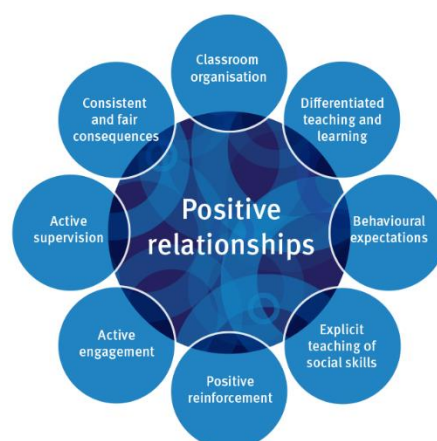 Classroom
organisation
Differentiated
teaching and
learning
Behavioural
expectations
Explicit
teaching of
social skills
Positive
reinforcement
Active
engagement
Active
supervision
Consistent
and fair
consequences
Positive
relationships